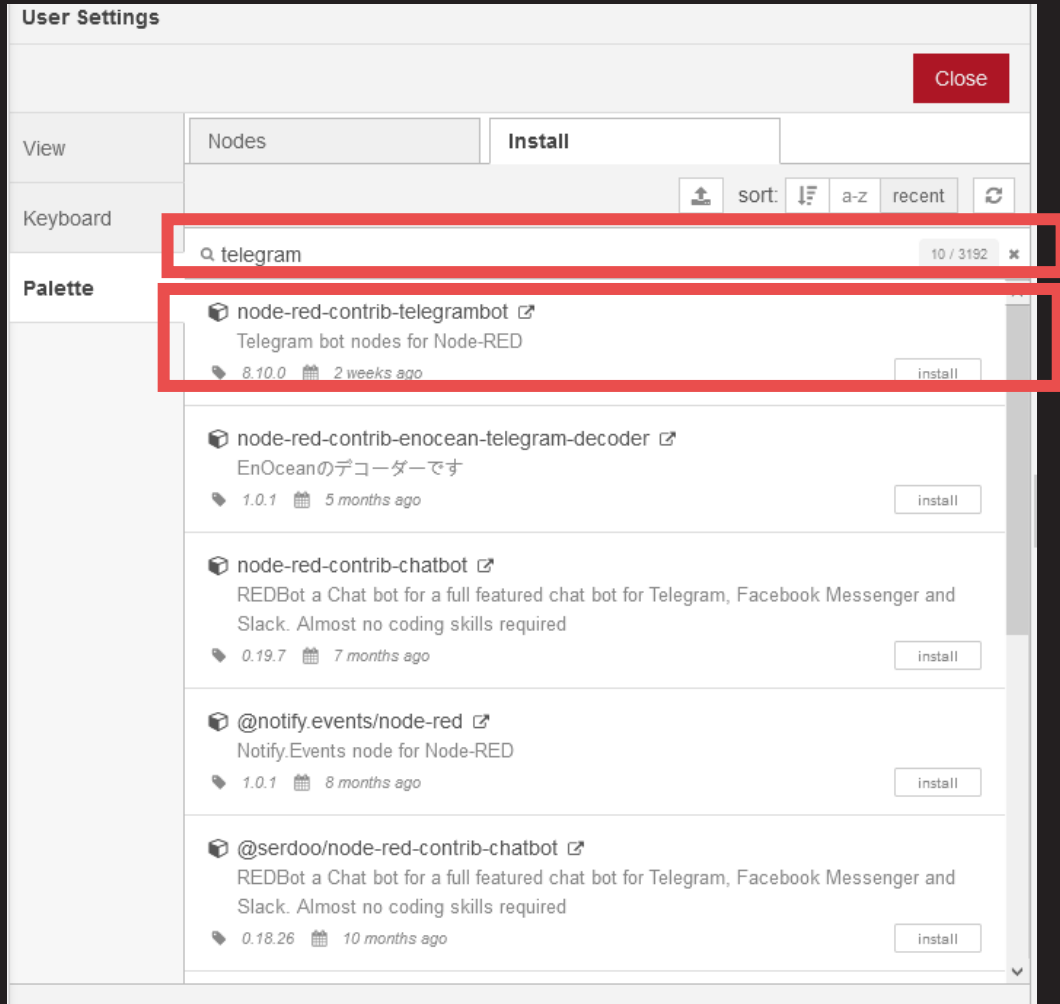 User Settings
Close
View
Keyboard
Palette
Nodes
Install
sort: a-z recent
telegram 10 / 3192
node-red-contrib-telegrambot
Telegram bot nodes for Node-RED
8.10.0 2 weeks ago install
node-red-contrib-enocean-telegram-decoder
EnOceanのデコーダーです
1.0.1 5 months ago install
node-red-contrib-chatbot
REDBot a Chat bot for a full featured chat bot for Telegram, Facebook Messenger and
Slack. Almost no coding skills required
0.19.7 7 months ago install
@notify.events/node-red
Notify.Events node for Node-RED
1.0.1 8 months ago install
@serdoo/node-red-contrib-chatbot
REDBot a Chat bot for a full featured chat bot for Telegram, Facebook Messenger and
Slack. Almost no coding skills required
0.18.26 10 months ago install